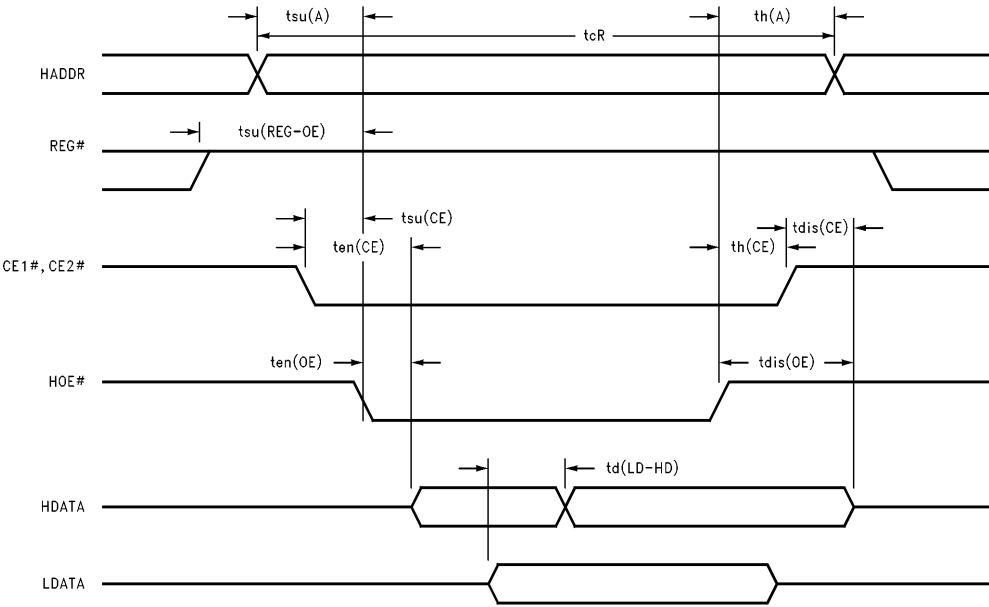 tsu(A)
th(A)
tcR
HADDR
tsu(REG-OE)
REG#
tsu(CE)
tdis(CE)
ten(CE)
th(CE)
CE1#,CE2#
ten(OE)
tdis(OE)
HOE#
td(LD-HD)
HDATA
LDATA